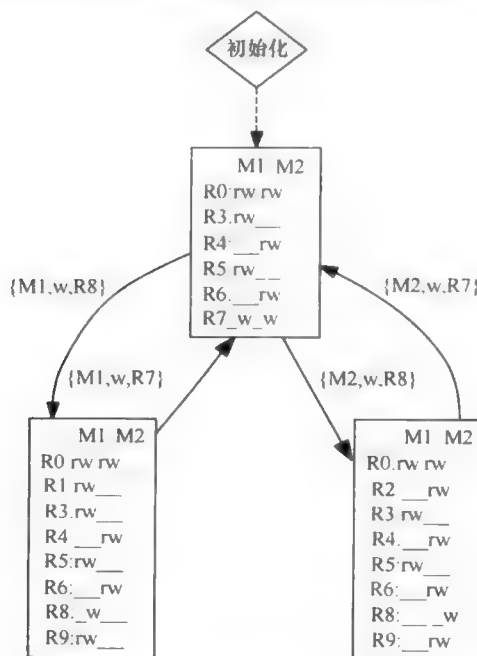 初始化
M1 M2
R0:rw rw
R3.rw__
R4:__rw
R5 rw__
R6.__rw
R7_w_w
{M1,w,R8}
{M2,w,R7}
{M1,w,R7}
{M2,w,R8}
M1 M2
R0 rw rw
R1 rw__
R3.rw__
R4 __rw
R5:rw__
R6:__rw
R8._w__
R9:rw__
M1 M2
R0.rw rw
R2 __rw
R3 rw__
R4.__rw
R5:rw__
R6:__rw
R8:__ _w
R9:__rw